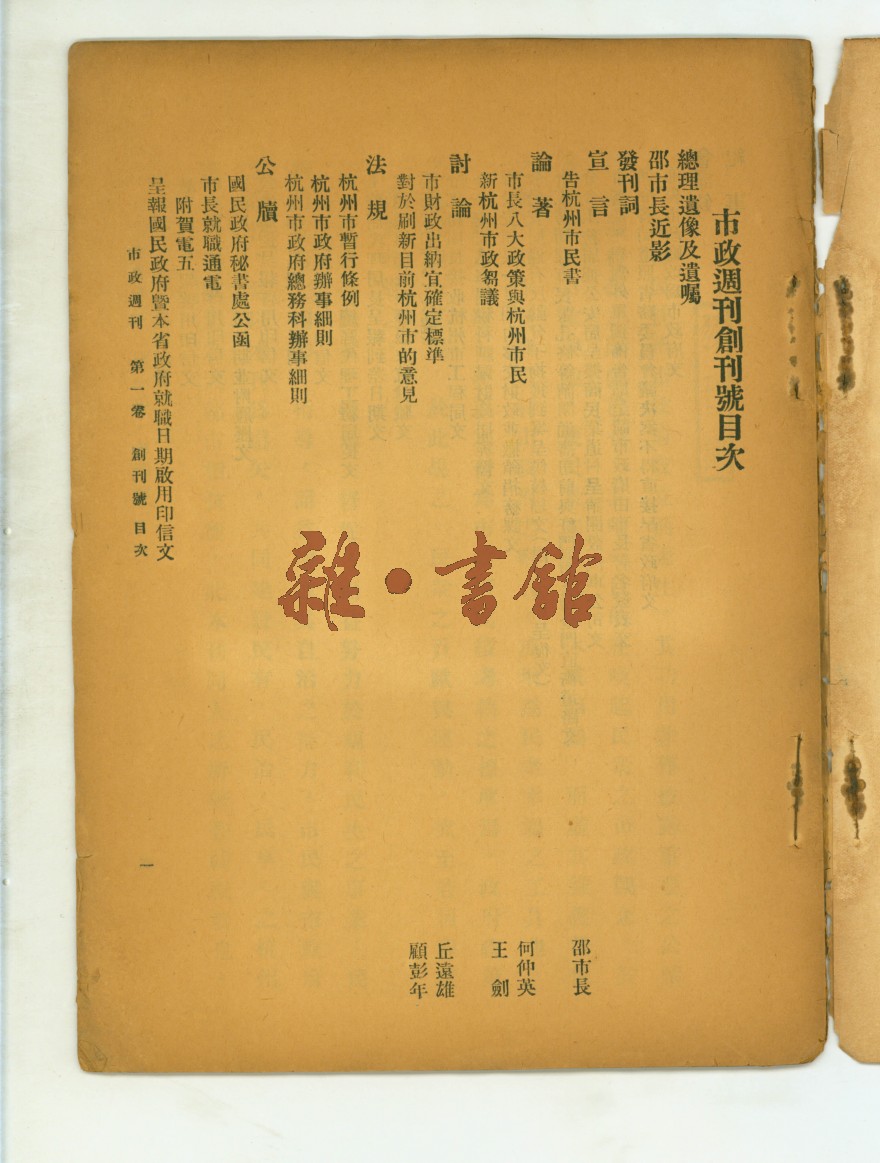 市政週刊創刊號目次
總理遺像及遺囑
邵市長近影
發刊詞
宣言
告杭州市民書 邵市長
論著
市長八大政策與杭州市民 何仲英
新杭州市政芻議 王劍
討論
市財政出納宜確定標準 丘遠雄
對於刷新目前杭州市的意見 顧彭年
法規
杭州市暫行條例
杭州市政府辦事細則
杭州市政府總務科辦事細則
公牘
國民政府秘書處公函
市長就職通電
附賀電五
呈報國民政府暨本省政府就職日期啟用印信文
市政週刊 第一卷 創刊號 目次
一
雜·書館